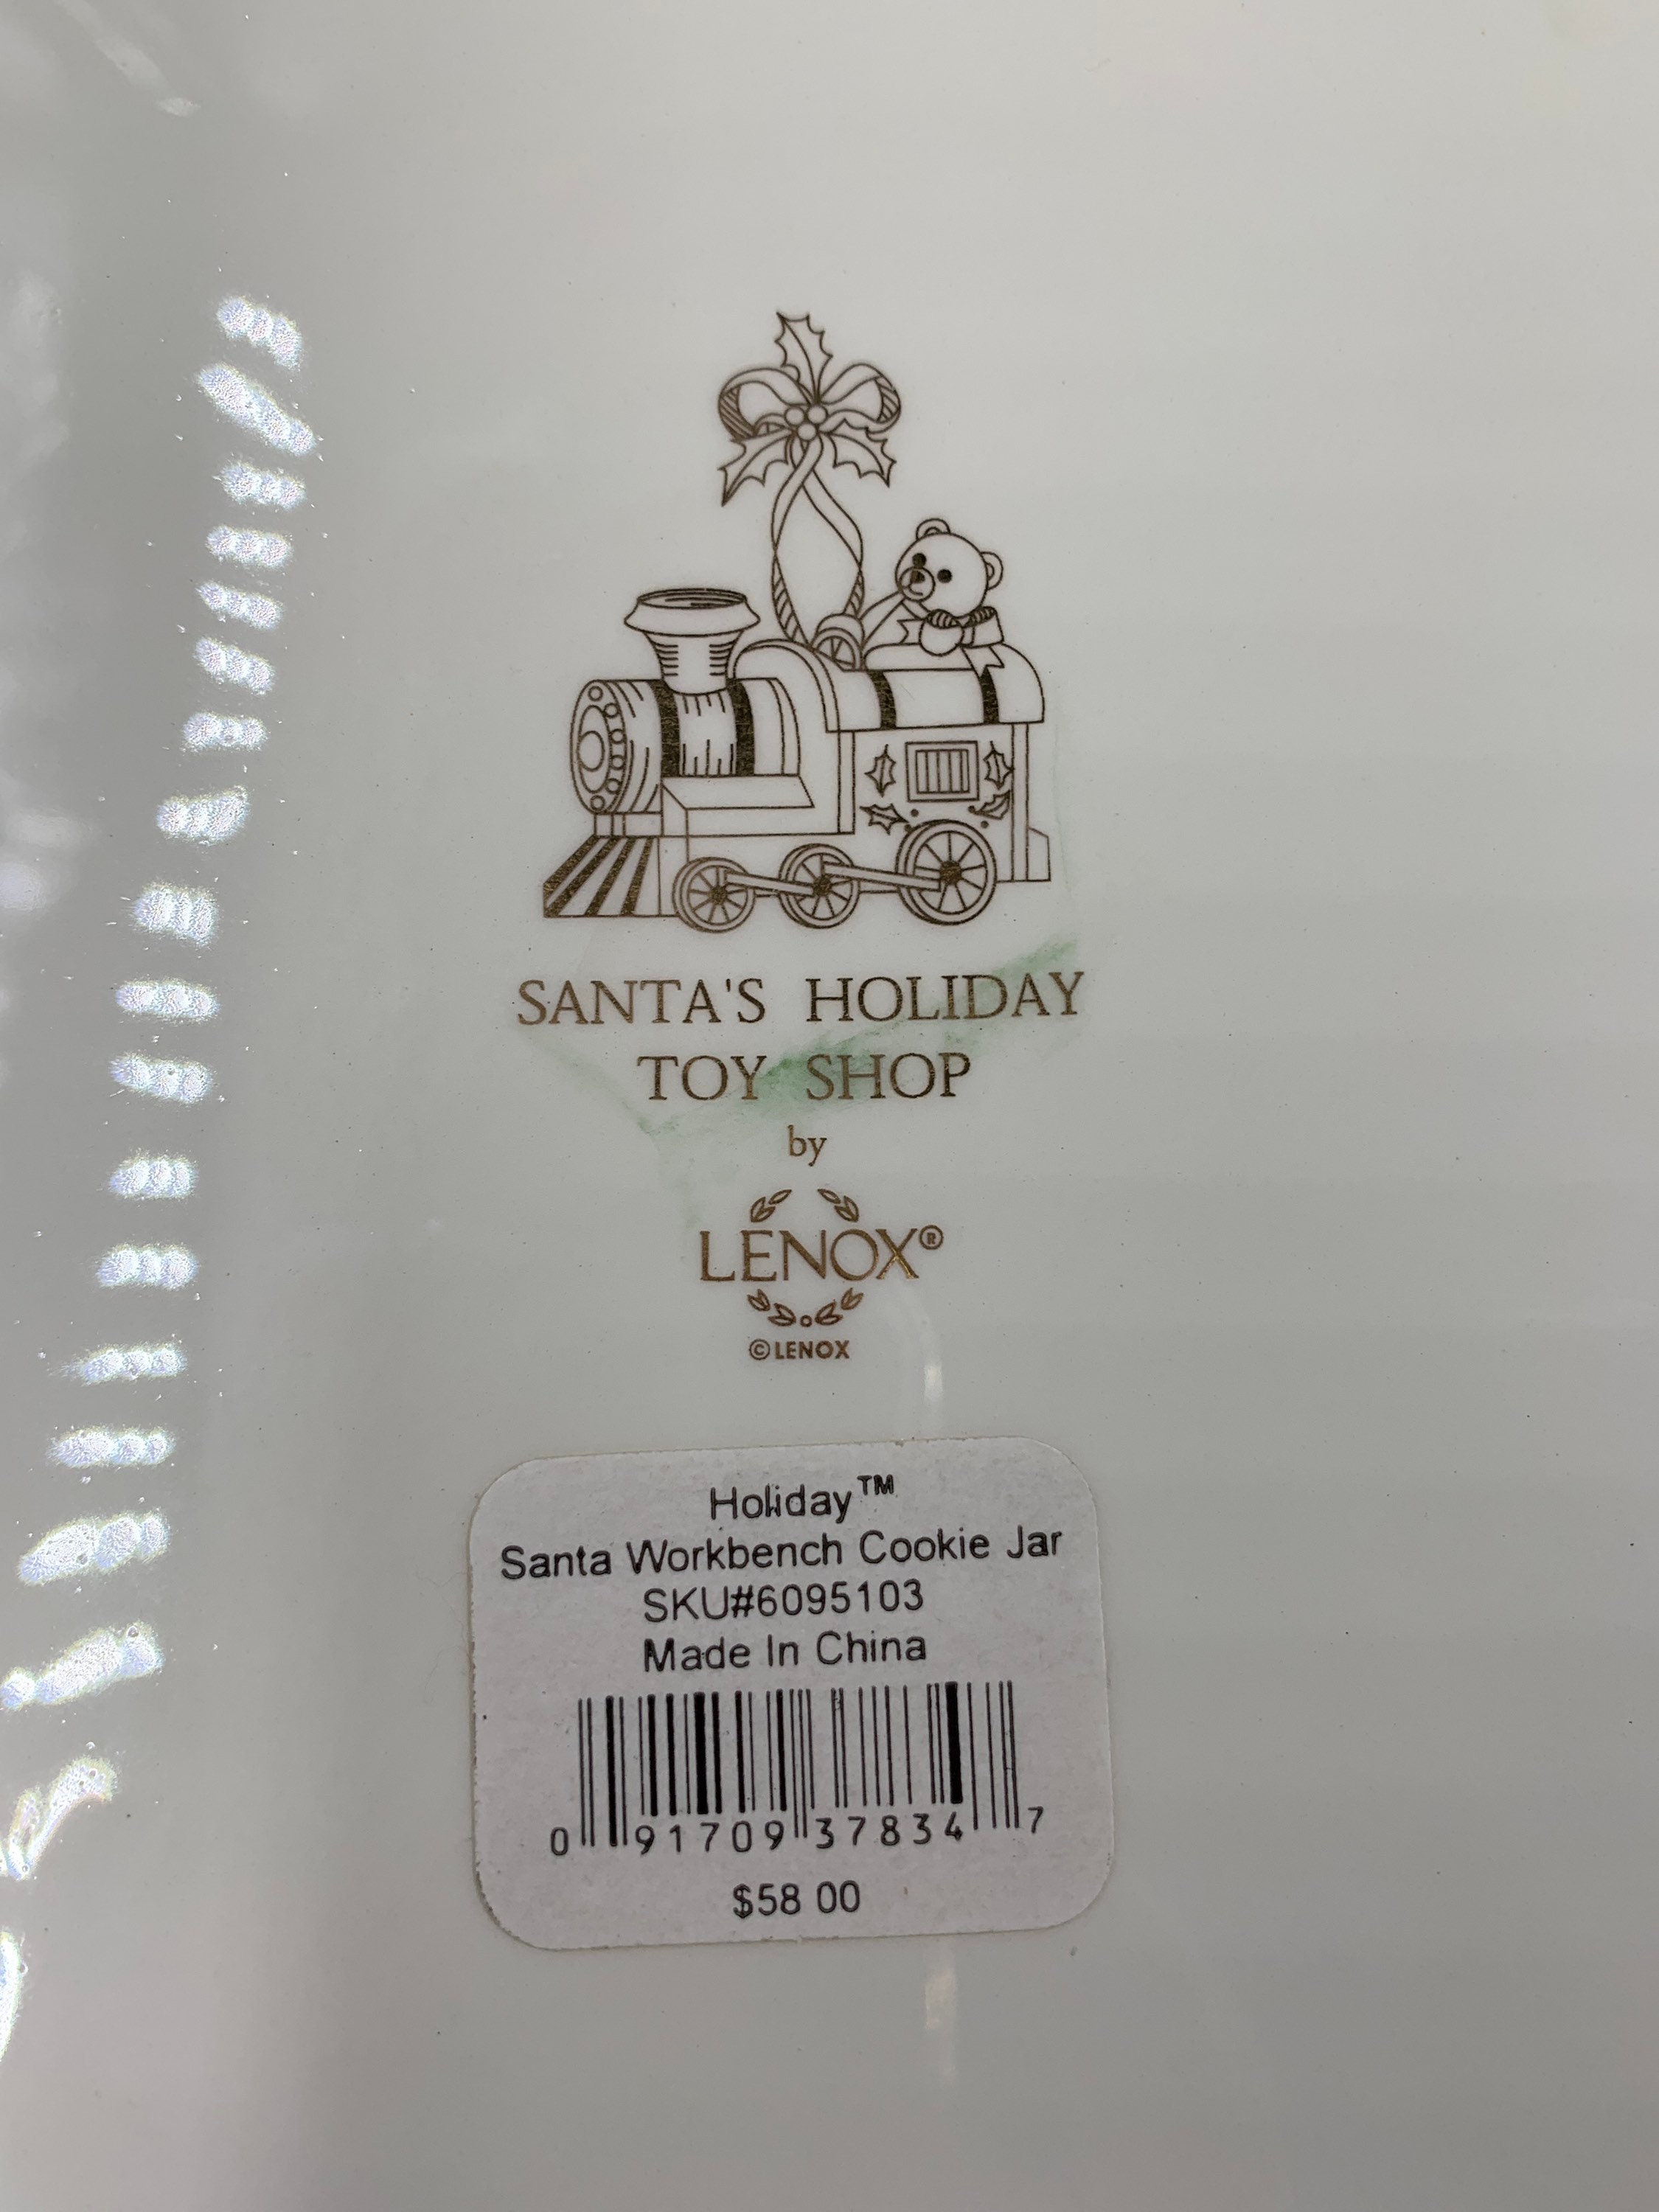 SANTA'S HOLIDAY
TOY SHOP
by
LENOX®
©LENOX
Holiday™
Santa Workbench Cookie Jar
SKU#6095103
Made In China
0 91709 37834 7
$58 00